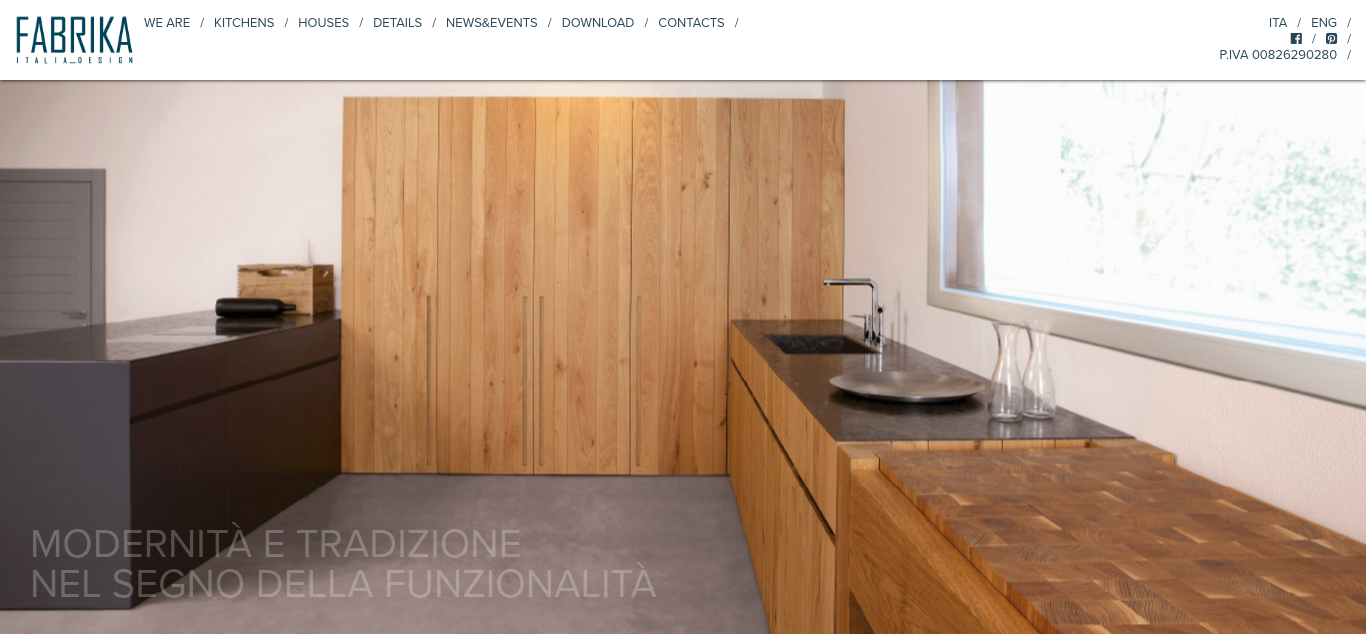 FABRIKA
ITALIA_DESIGN
WE ARE / KITCHENS / HOUSES / DETAILS / NEWS&EVENTS / DOWNLOAD / CONTACTS /
ITA / ENG /
/ /
P.IVA 00826290280 /
MODERNITÀ E TRADIZIONE
NEL SEGNO DELLA FUNZIONALITÀ